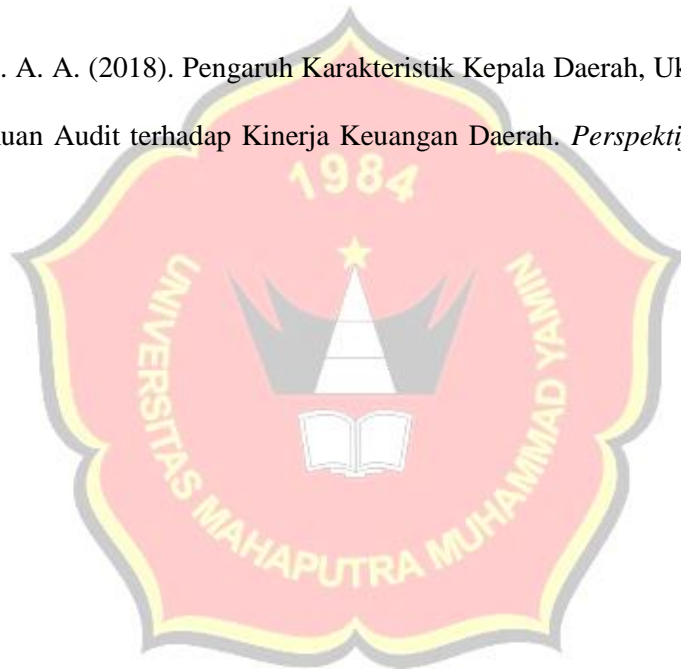 . A. A. (2018). Pengaruh Karakteristik Kepala Daerah, Uk
uan Audit terhadap Kinerja Keuangan Daerah. Perspekti
1984
UNIVERSITAS MAHAPUTRA MUHAMMAD YAMIN